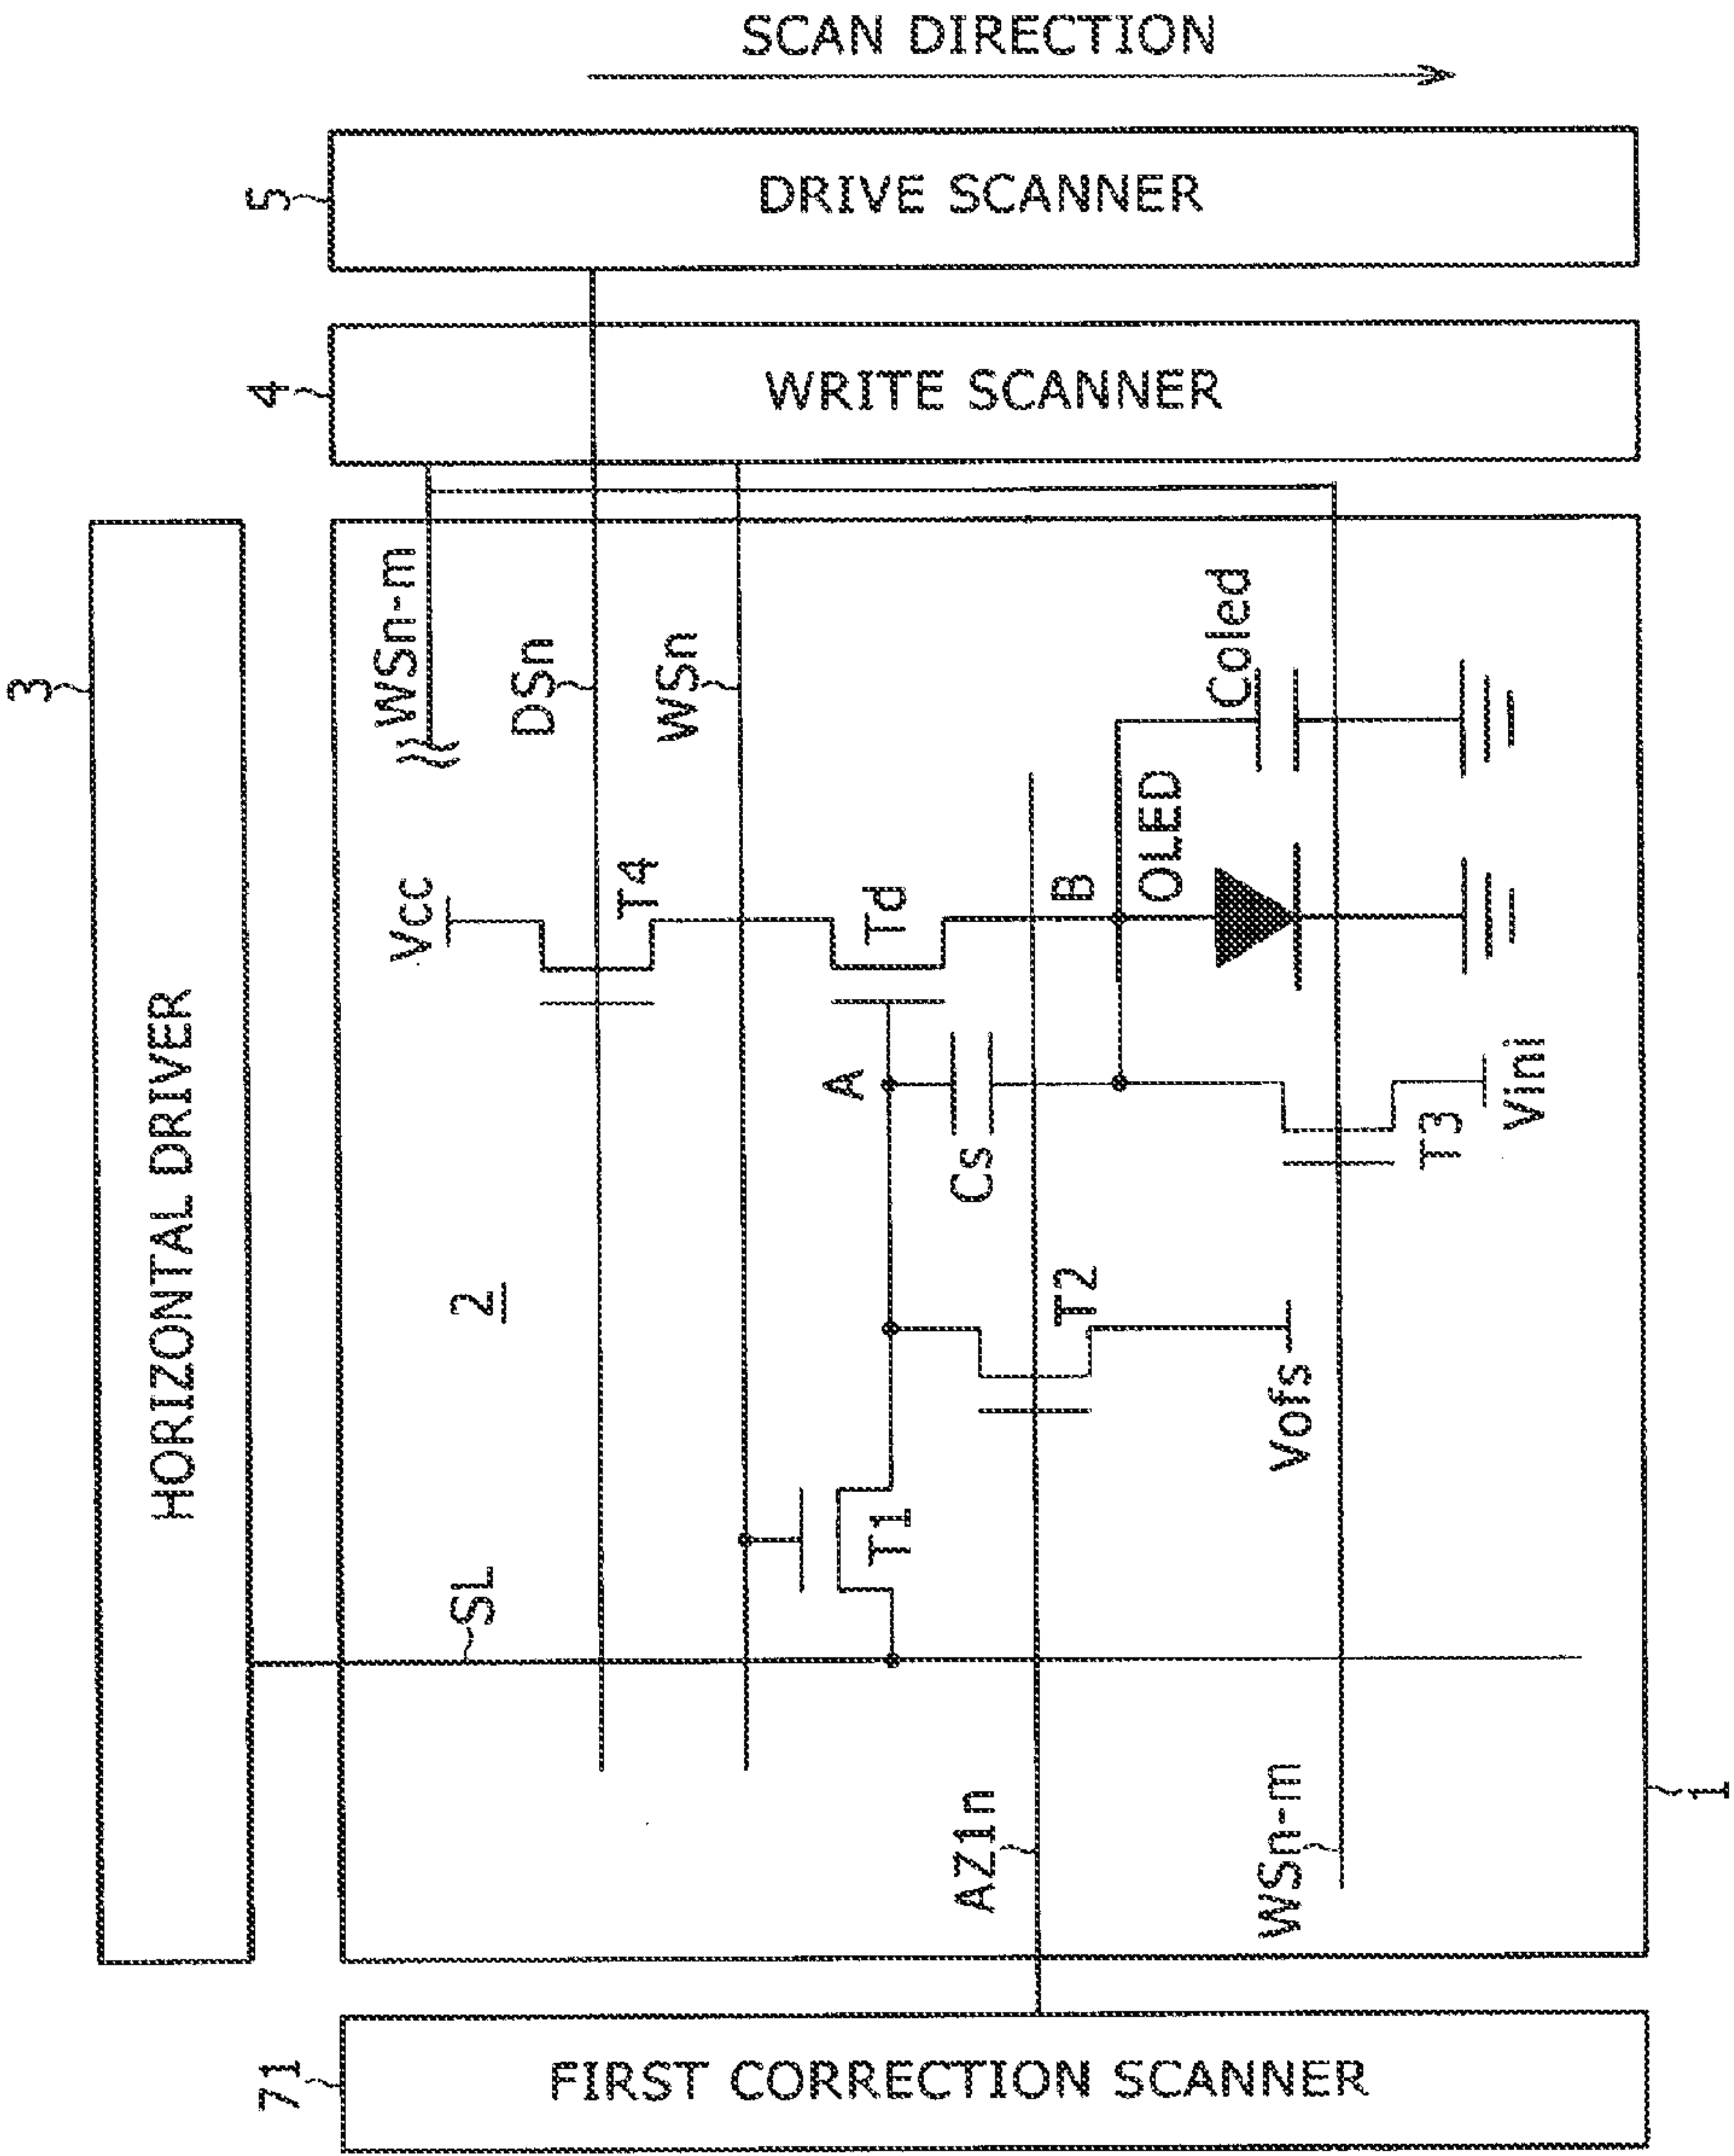 SCAN DIRECTION
5
DRIVE SCANNER
4
WRITE SCANNER
3
HORIZONTAL DRIVER
WSn-m
DSn
WSn
Vcc
T4
Td
B
OLED
Coled
A
Cs
T3
Vini
2
T2
Vofs
T1
SL
AZ1n
WSn-m
1
71
FIRST CORRECTION SCANNER